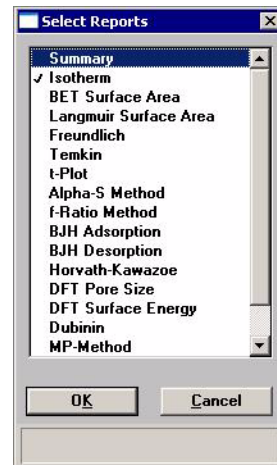 Select Reports
Summary
✓ Isotherm
BET Surface Area
Langmuir Surface Area
Freundlich
Temkin
t-Plot
Alpha-S Method
f-Ratio Method
BJH Adsorption
BJH Desorption
Horvath-Kawazoe
DFT Pore Size
DFT Surface Energy
Dubinin
MP-Method
OK Cancel